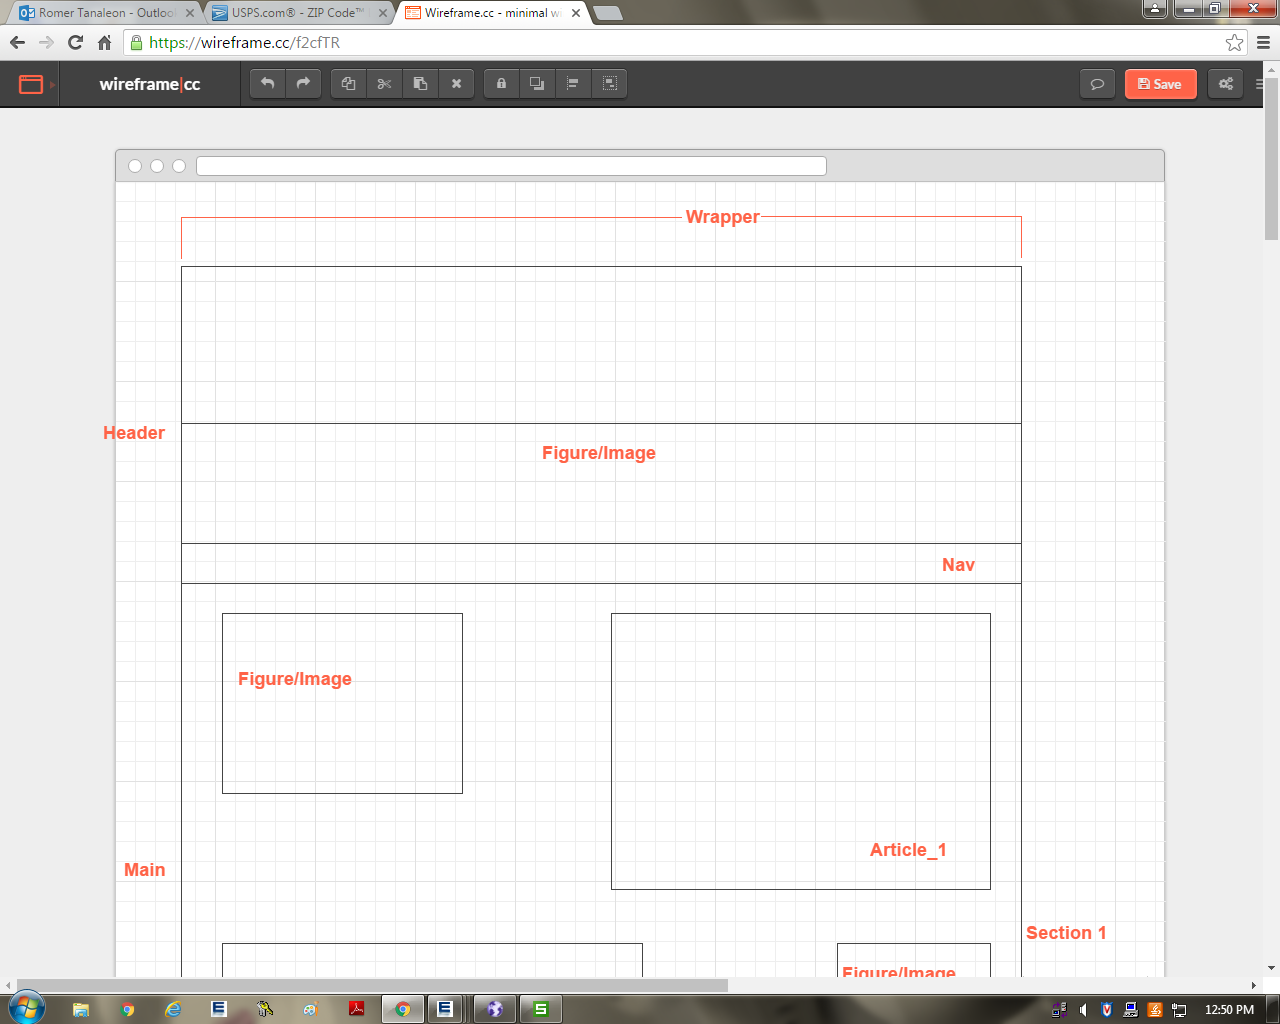 Romer Tanaleon - Outlook
USPS.com® - ZIP Code™
Wireframe.cc - minimal w
https://wireframe.cc/f2cfTR
wireframe|cc
Save
Wrapper
Header
Figure/Image
Nav
Figure/Image
Article_1
Main
Section 1
Figure/Image
12:50 PM